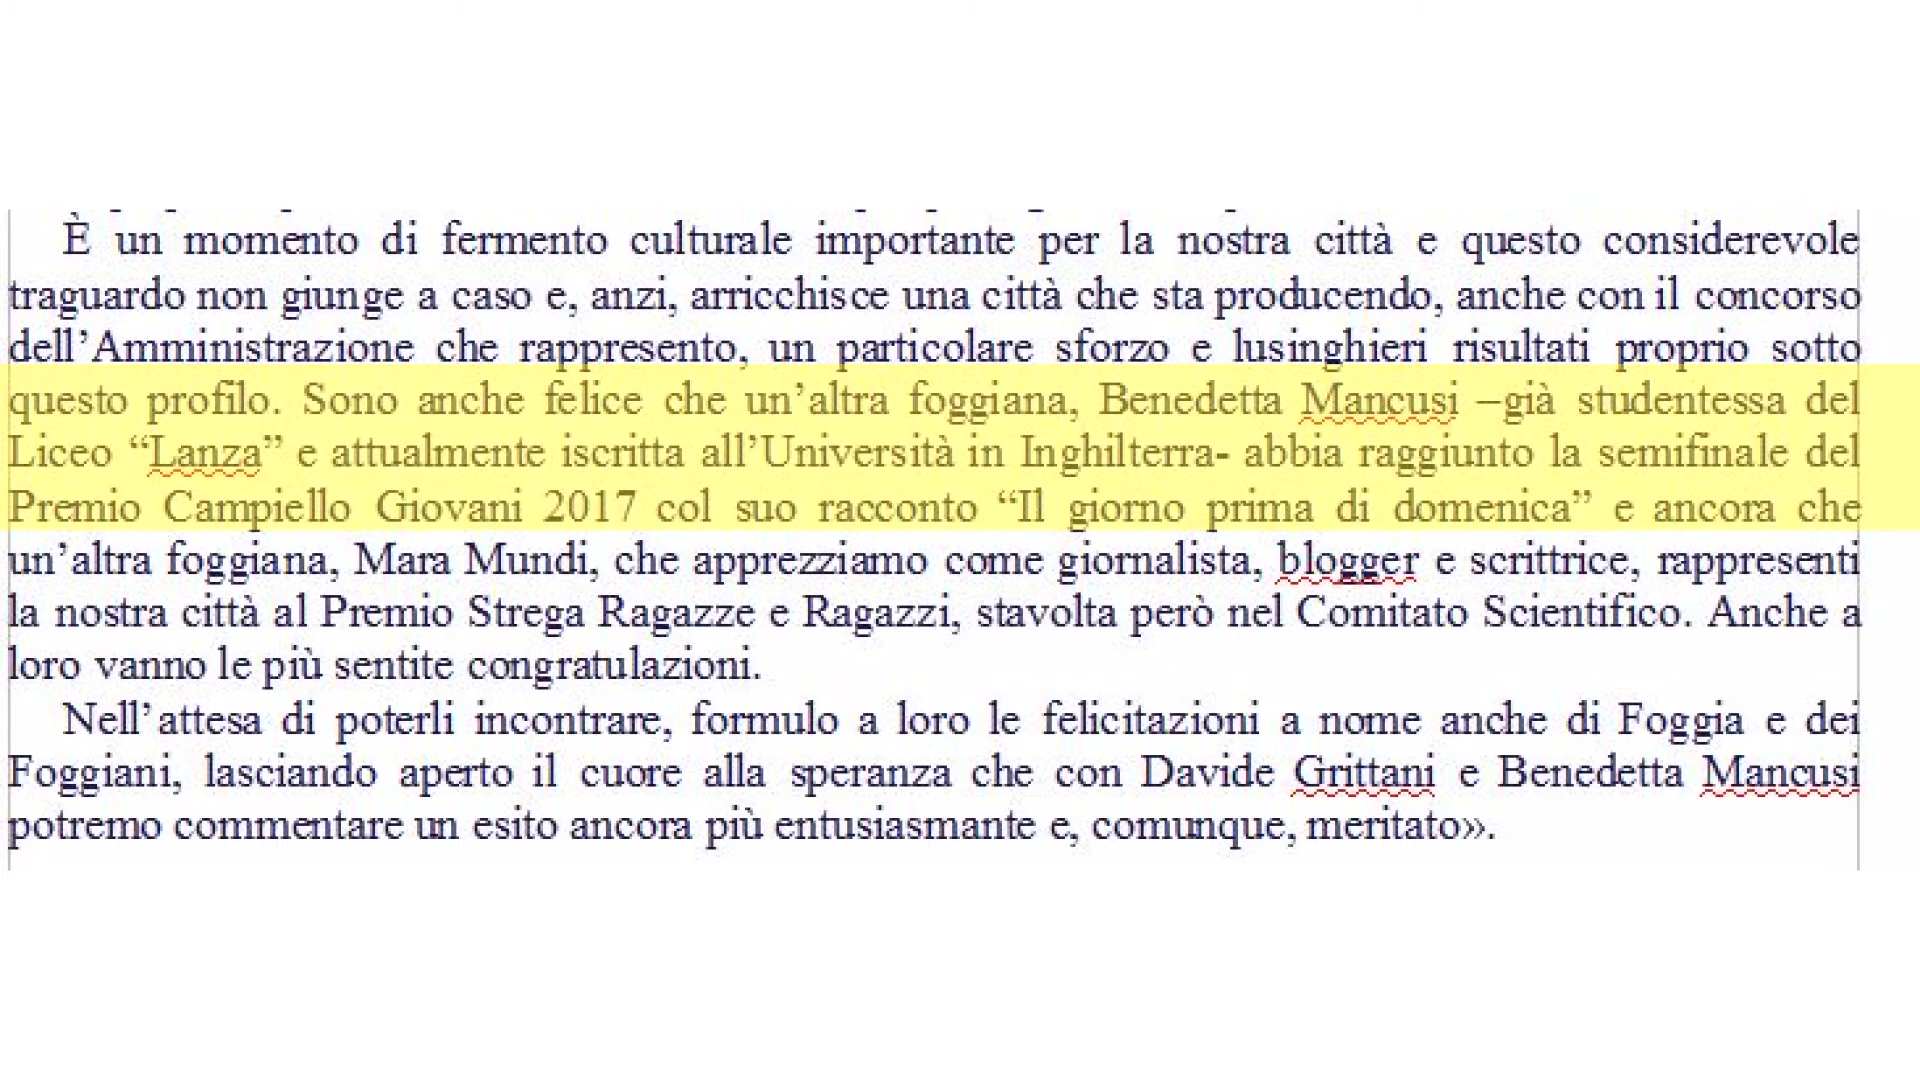 È un momento di fermento culturale importante per la nostra città e questo considerevole
traguardo non giunge a caso e, anzi, arricchisce una città che sta producendo, anche con il concorso
dell’Amministrazione che rappresento, un particolare sforzo e lusinghieri risultati proprio sotto
questo profilo. Sono anche felice che un’altra foggiana, Benedetta Mancusi –già studentessa del
Liceo “Lanza” e attualmente iscritta all’Università in Inghilterra- abbia raggiunto la semifinale del
Premio Campiello Giovani 2017 col suo racconto “Il giorno prima di domenica” e ancora che
un’altra foggiana, Mara Mundi, che apprezziamo come giornalista, blogger e scrittrice, rappresenti
la nostra città al Premio Strega Ragazze e Ragazzi, stavolta però nel Comitato Scientifico. Anche a
loro vanno le più sentite congratulazioni.
Nell’attesa di poterli incontrare, formulo a loro le felicitazioni a nome anche di Foggia e dei
Foggiani, lasciando aperto il cuore alla speranza che con Davide Grittani e Benedetta Mancusi
potremo commentare un esito ancora più entusiasmante e, comunque, meritato».